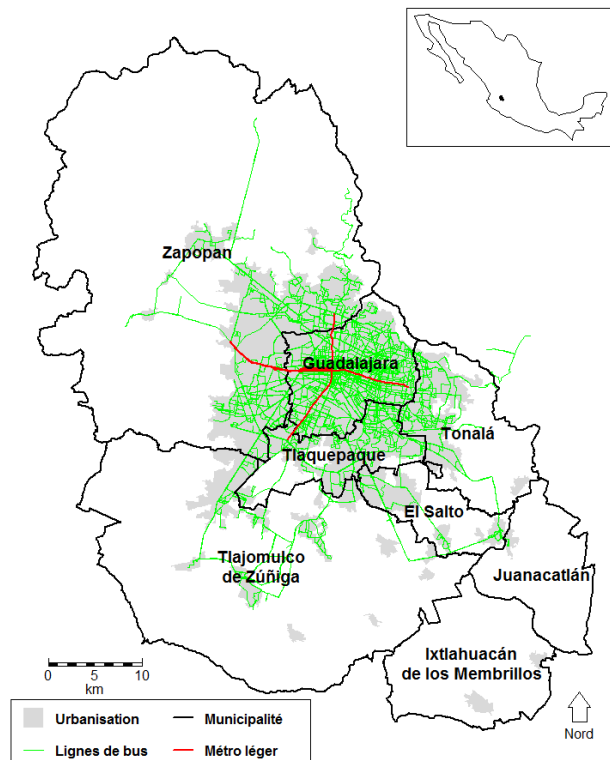 Zapopan
Guadalajara
Tonalá
Tlaquepaque
El Salto
Tlajomulco
de Zúñiga
Juanacatlán
Ixtlahuacán
de los Membrillos
0 5 10
km
Nord
Urbanisation
Municipalité
Lignes de bus
Métro léger